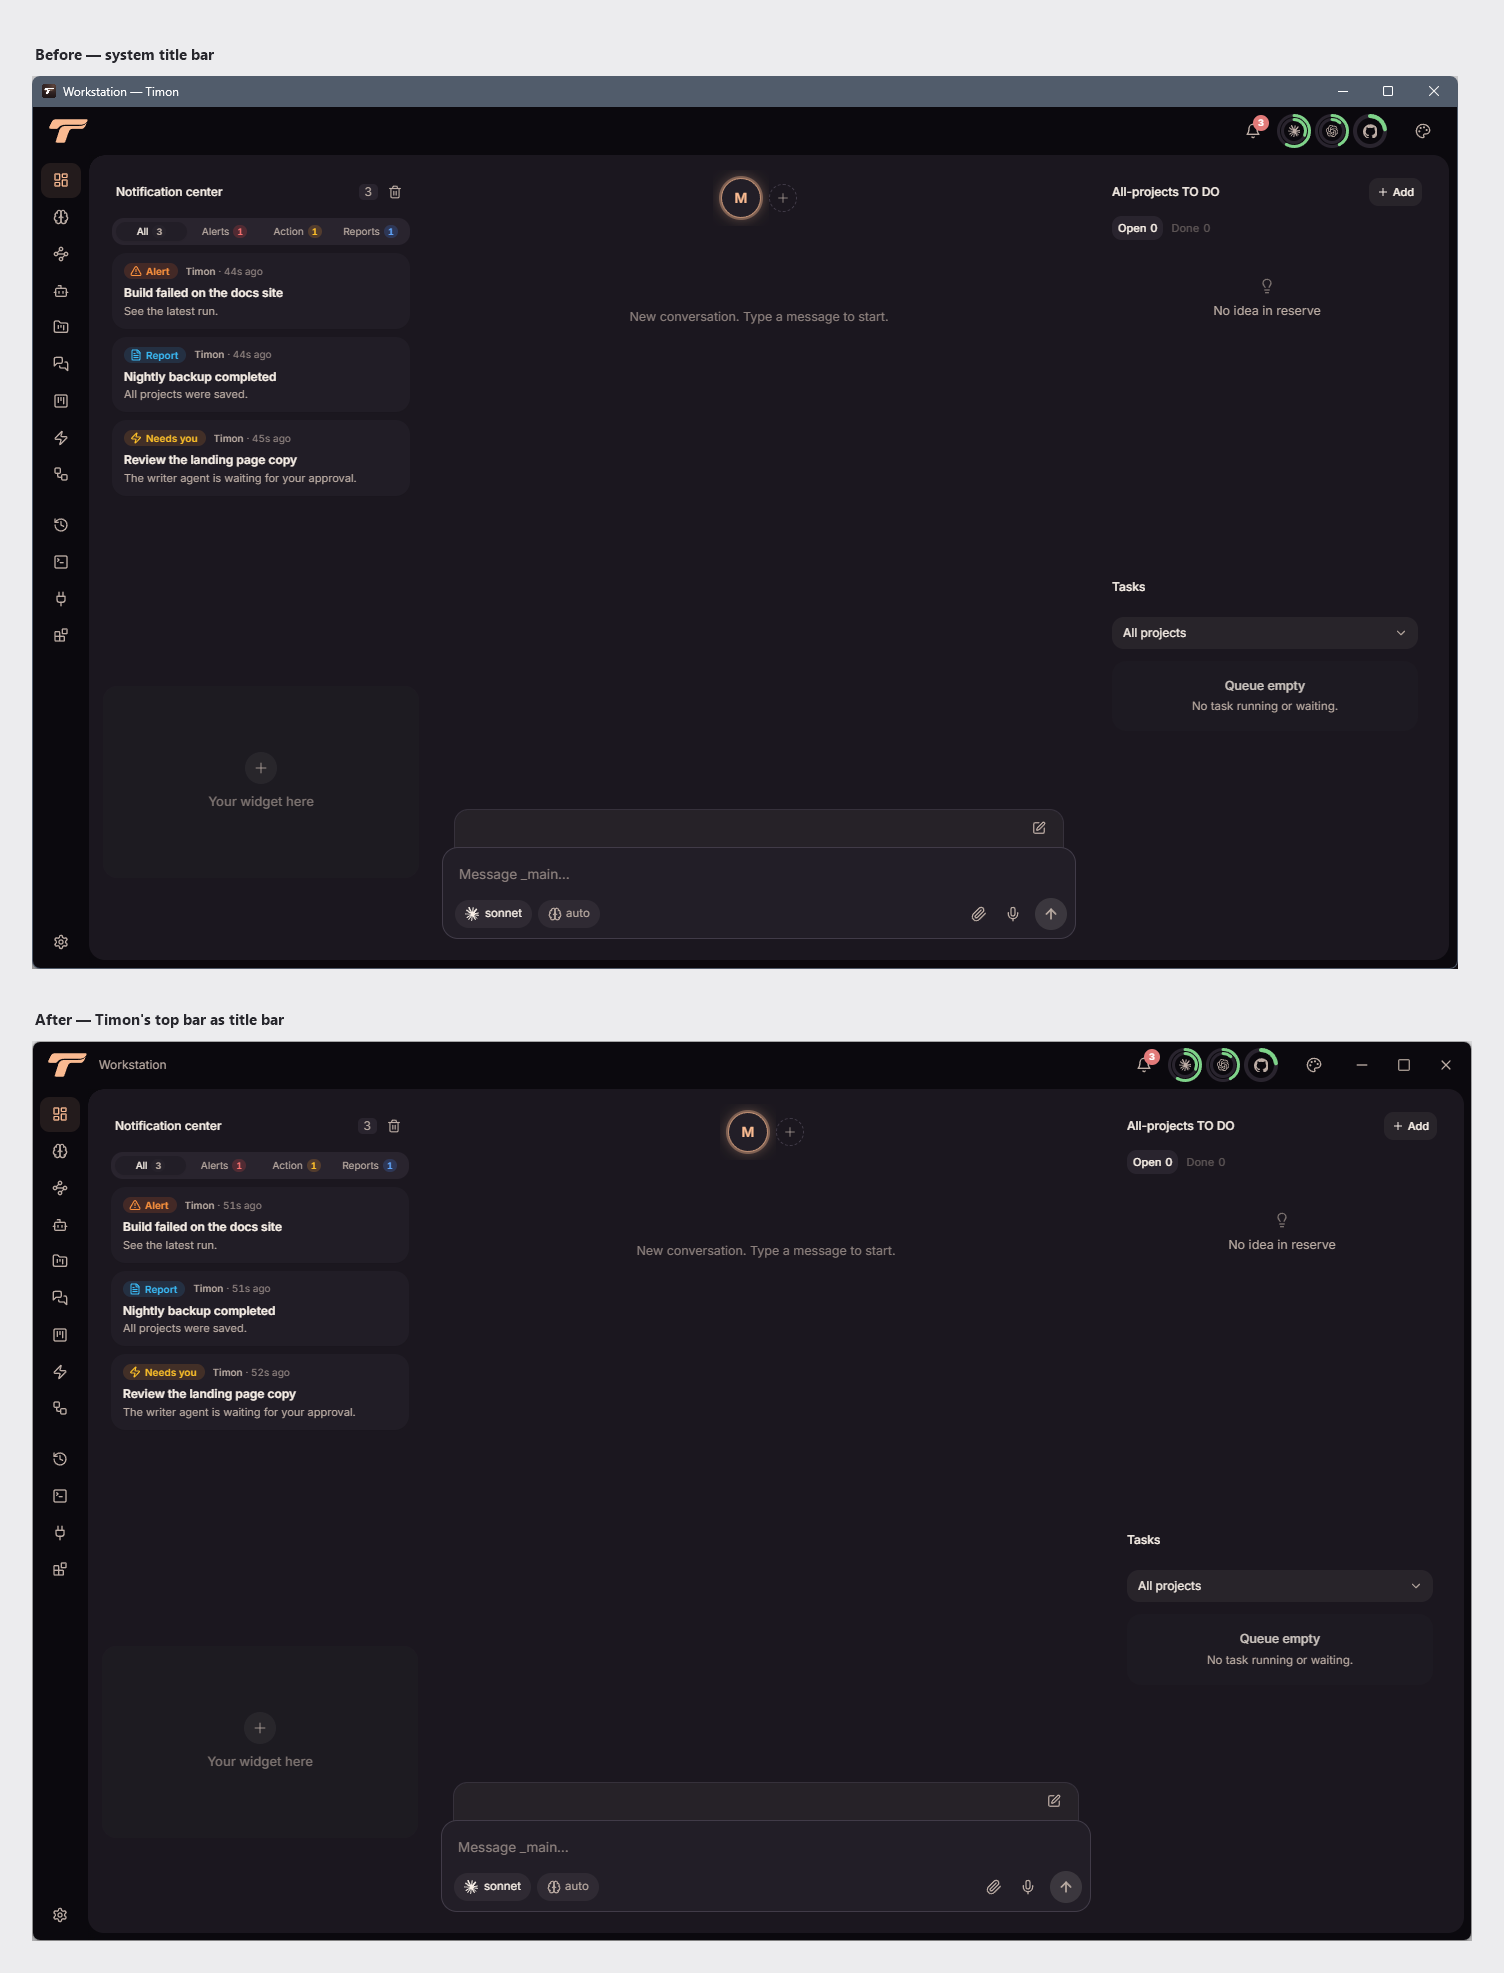 Before — system title bar
Workstation — Timon
3
Notification center
3
All 3
Alerts 1
Action 1
Reports 1
Alert Timon · 44s ago
Build failed on the docs site
See the latest run.
Report Timon · 44s ago
Nightly backup completed
All projects were saved.
Needs you Timon · 45s ago
Review the landing page copy
The writer agent is waiting for your approval.
Your widget here
M
New conversation. Type a message to start.
Message _main...
sonnet
auto
All-projects TO DO
Add
Open 0
Done 0
No idea in reserve
Tasks
All projects
Queue empty
No task running or waiting.
After — Timon's top bar as title bar
Workstation
3
Notification center
3
All 3
Alerts 1
Action 1
Reports 1
Alert Timon · 51s ago
Build failed on the docs site
See the latest run.
Report Timon · 51s ago
Nightly backup completed
All projects were saved.
Needs you Timon · 52s ago
Review the landing page copy
The writer agent is waiting for your approval.
Your widget here
M
New conversation. Type a message to start.
Message _main...
sonnet
auto
All-projects TO DO
Add
Open 0
Done 0
No idea in reserve
Tasks
All projects
Queue empty
No task running or waiting.